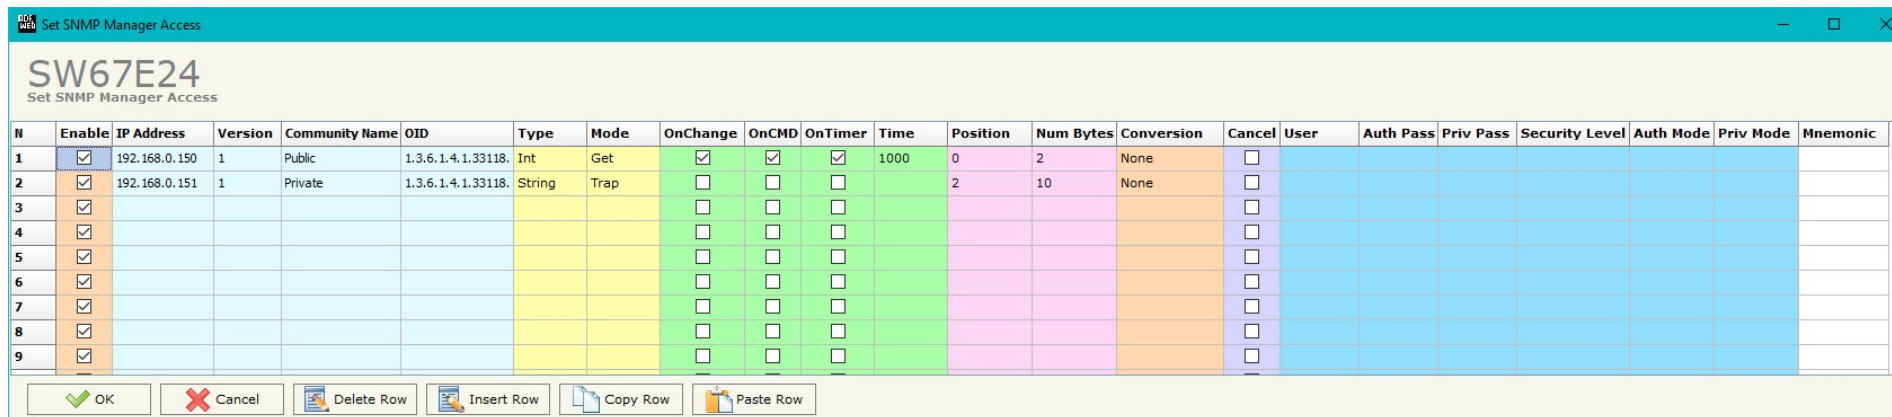 ADF WEB Set SNMP Manager Access
SW67E24
Set SNMP Manager Access
N Enable IP Address Version Community Name OID Type Mode OnChange OnCMD OnTimer Time Position Num Bytes Conversion Cancel User Auth Pass Priv Pass Security Level Auth Mode Priv Mode Mnemonic
1 192.168.0.150 1 Public 1.3.6.1.4.1.33118. Int Get 1000 0 2 None
2 192.168.0.151 1 Private 1.3.6.1.4.1.33118. String Trap 2 10 None
3
4
5
6
7
8
9
OK Cancel Delete Row Insert Row Copy Row Paste Row